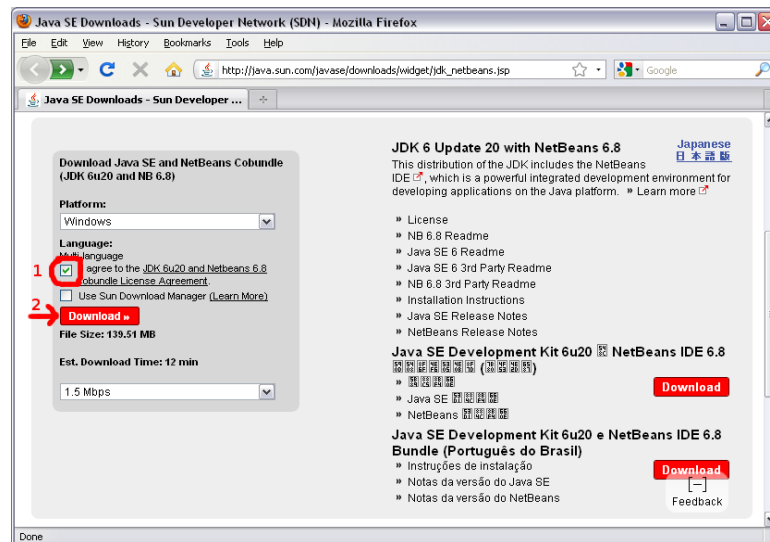 Java SE Downloads - Sun Developer Network (SDN) - Mozilla Firefox
File Edit View History Bookmarks Tools Help
http://java.sun.com/javase/downloads/widget/jdk_netbeans.jsp
Google
Java SE Downloads - Sun Developer ...
Download Java SE and NetBeans Cobundle
(JDK 6u20 and NB 6.8)
Platform:
Windows
Language:
Multi-language
1
agree to the JDK 6u20 and Netbeans 6.8
Cobundle License Agreement.
Use Sun Download Manager (Learn More)
2
Download »
File Size: 139.51 MB
Est. Download Time: 12 min
1.5 Mbps
JDK 6 Update 20 with NetBeans 6.8
Japanese
日本語版
This distribution of the JDK includes the NetBeans
IDE, which is a powerful integrated development environment for
developing applications on the Java platform. » Learn more
» License
» NB 6.8 Readme
» Java SE 6 Readme
» Java SE 6 3rd Party Readme
» NB 6.8 3rd Party Readme
» Installation Instructions
» Java SE Release Notes
» NetBeans Release Notes
Java SE Development Kit 6u20 NetBeans IDE 6.8
»
» Java SE
» NetBeans
Download
Java SE Development Kit 6u20 e NetBeans IDE 6.8
Bundle (Português do Brasil)
» Instruções de instalação
» Notas da versão do Java SE
» Notas da versão do NetBeans
Download
[−]
Feedback
Done